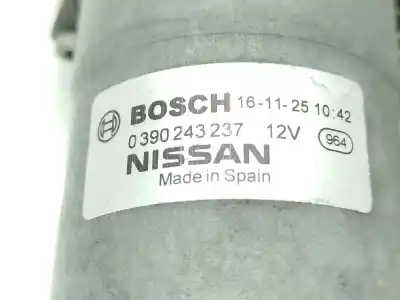 BOSCH 16-11-25 10:42
0 390 243 237 12V 964
NISSAN
Made in Spain